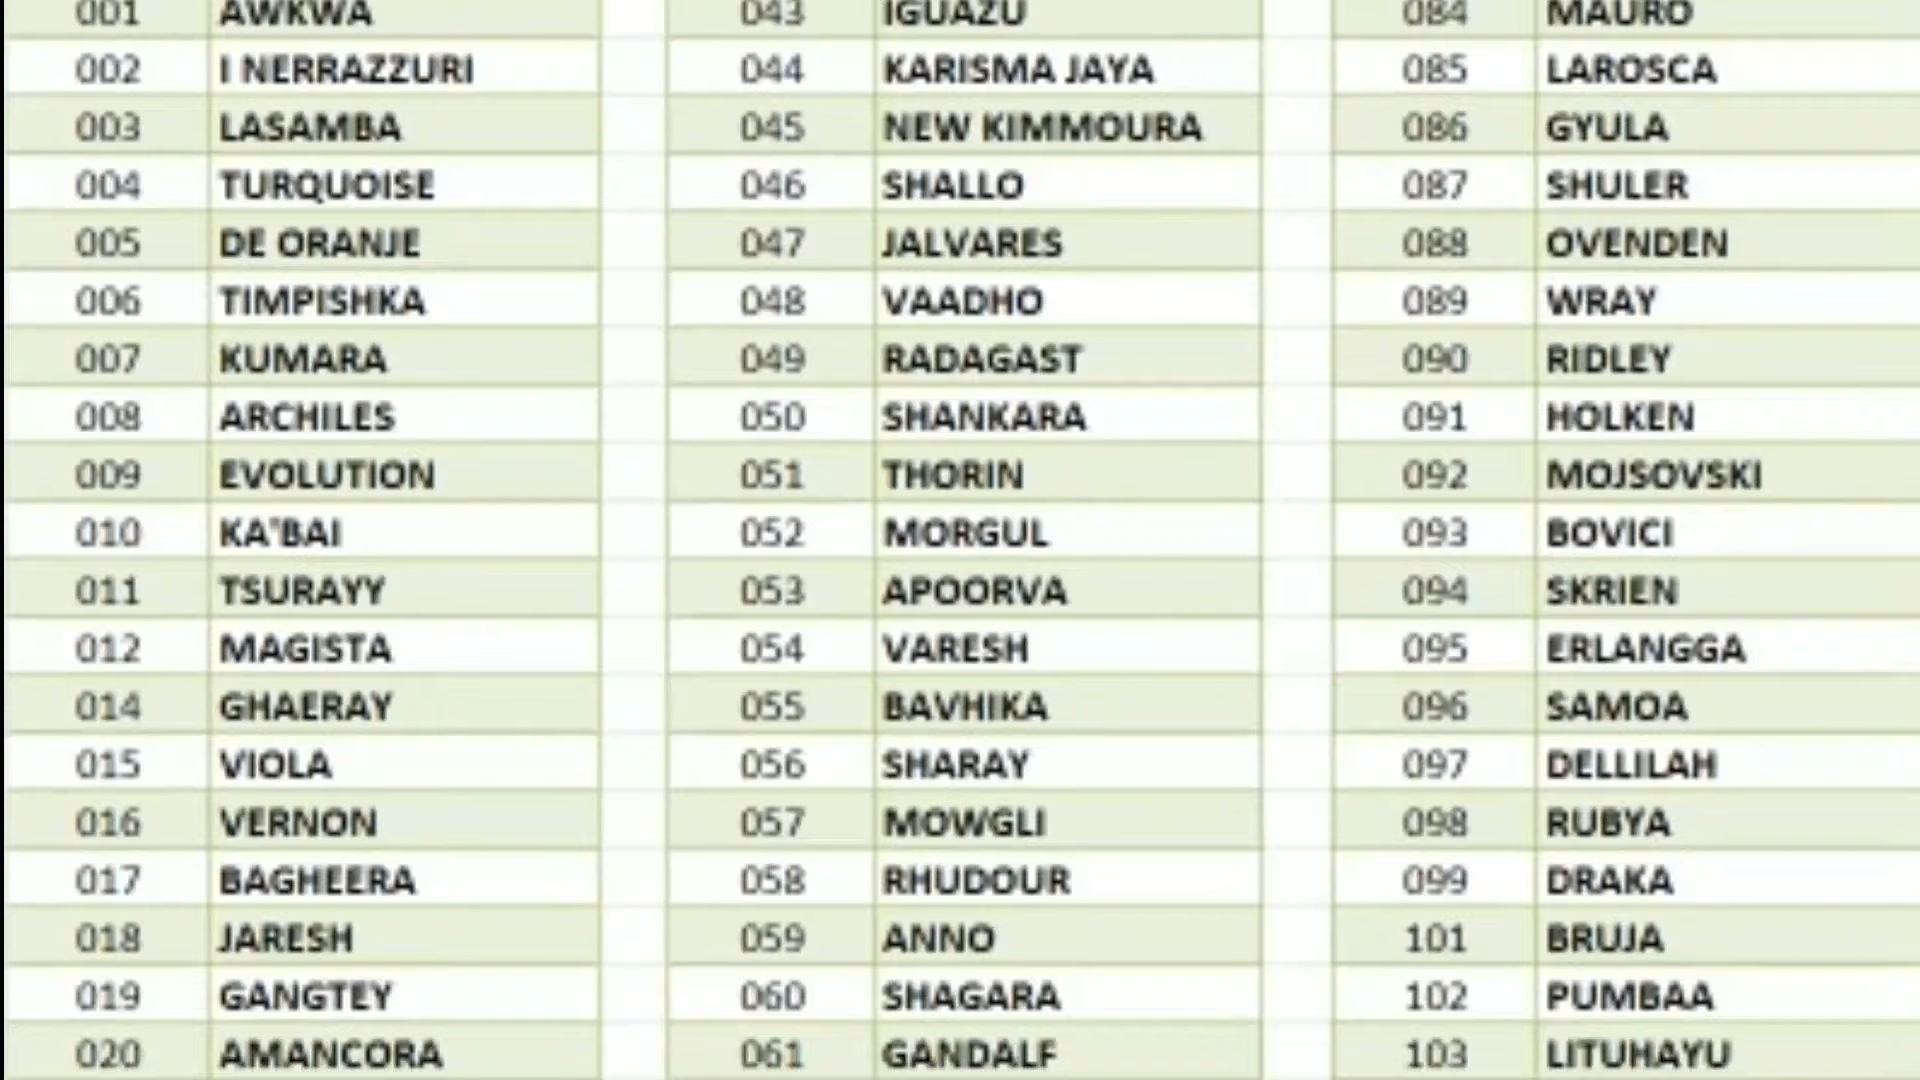 001 AWKWA 043 IGUAZU 084 MAURO
002 I NERRAZZURI 044 KARISMA JAYA 085 LAROSCA
003 LASAMBA 045 NEW KIMMOURA 086 GYULA
004 TURQUOISE 046 SHALLO 087 SHULER
005 DE ORANJE 047 JALVARES 088 OVENDEN
006 TIMPISHKA 048 VAADHO 089 WRAY
007 KUMARA 049 RADAGAST 090 RIDLEY
008 ARCHILES 050 SHANKARA 091 HOLKEN
009 EVOLUTION 051 THORIN 092 MOJSOVSKI
010 KA'BAI 052 MORGUL 093 BOVICI
011 TSURAYY 053 APOORVA 094 SKRIEN
012 MAGISTA 054 VARESH 095 ERLANGGA
014 GHAERAY 055 BAVHIKA 096 SAMOA
015 VIOLA 056 SHARAY 097 DELLILAH
016 VERNON 057 MOWGLI 098 RUBYA
017 BAGHEERA 058 RHUDOUR 099 DRAKA
018 JARESH 059 ANNO 101 BRUJA
019 GANGTEY 060 SHAGARA 102 PUMBAA
020 AMANCORA 061 GANDALF 103 LITUHAYU